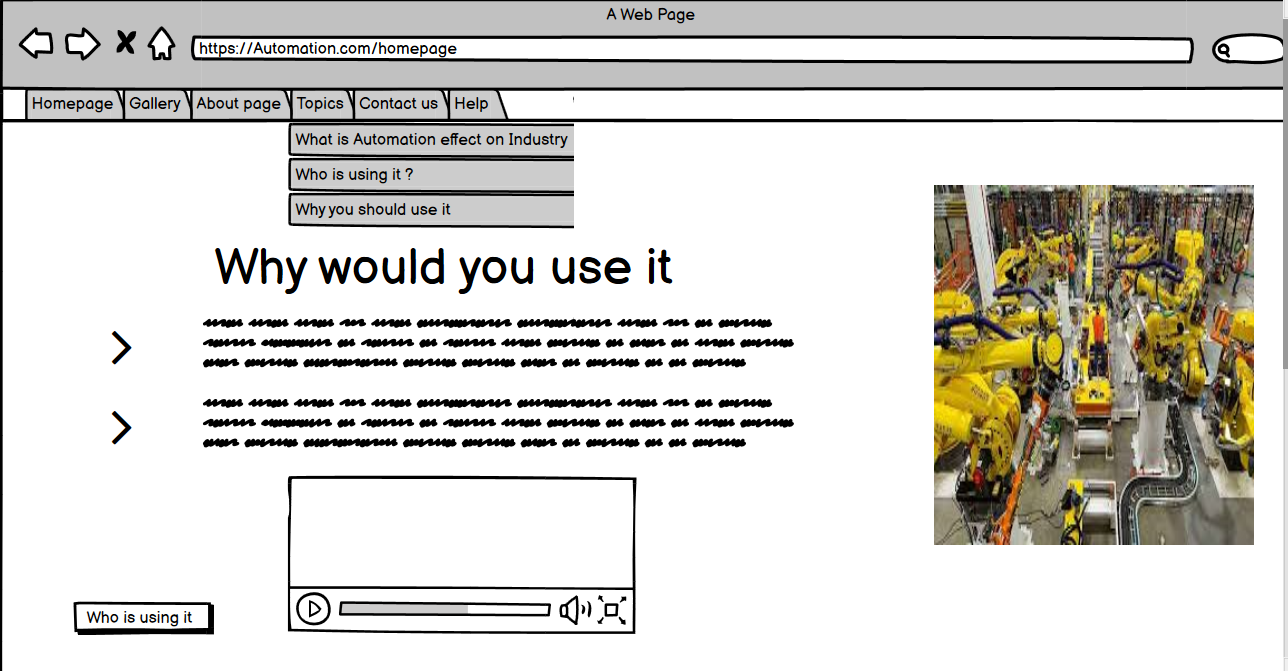 A Web Page
https://Automation.com/homepage
Homepage Gallery About page Topics Contact us Help
What is Automation effect on Industry
Who is using it ?
Why you should use it
Why would you use it
Who is using it